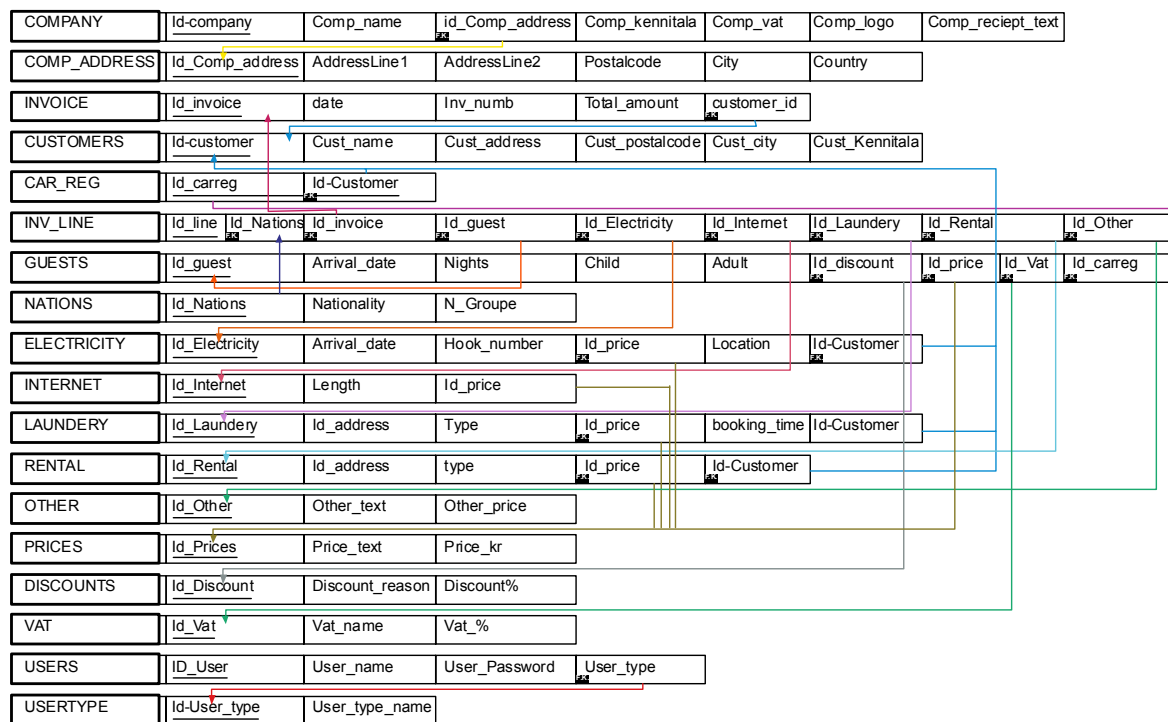 COMPANY Id-company Comp_name id_Comp_address Comp_kennitala Comp_vat Comp_logo Comp_reciept_text
F.K.
COMP_ADDRESS Id_Comp_address AddressLine1 AddressLine2 Postalcode City Country
INVOICE Id_invoice date Inv_numb Total_amount customer_id
F.K.
CUSTOMERS Id-customer Cust_name Cust_address Cust_postalcode Cust_city Cust_Kennitala
CAR_REG Id_carreg Id-Customer
F.K.
INV_LINE Id_line Id_Nations Id_invoice Id_guest Id_Electricity Id_Internet Id_Laundery Id_Rental Id_Other
F.K. F.K. F.K. F.K. F.K. F.K. F.K. F.K.
GUESTS Id_guest Arrival_date Nights Child Adult Id_discount Id_price Id_Vat Id_carreg
F.K. F.K. F.K. F.K.
NATIONS Id_Nations Nationality N_Groupe
ELECTRICITY Id_Electricity Arrival_date Hook_number Id_price Location Id-Customer
F.K. F.K.
INTERNET Id_Internet Length Id_price
LAUNDERY Id_Laundery Id_address Type Id_price booking_time Id-Customer
F.K.
RENTAL Id_Rental Id_address type Id_price Id-Customer
F.K. F.K.
OTHER Id_Other Other_text Other_price
PRICES Id_Prices Price_text Price_kr
DISCOUNTS Id_Discount Discount_reason Discount%
VAT Id_Vat Vat_name Vat_%
USERS ID_User User_name User_Password User_type
F.K.
USERTYPE Id-User_type User_type_name